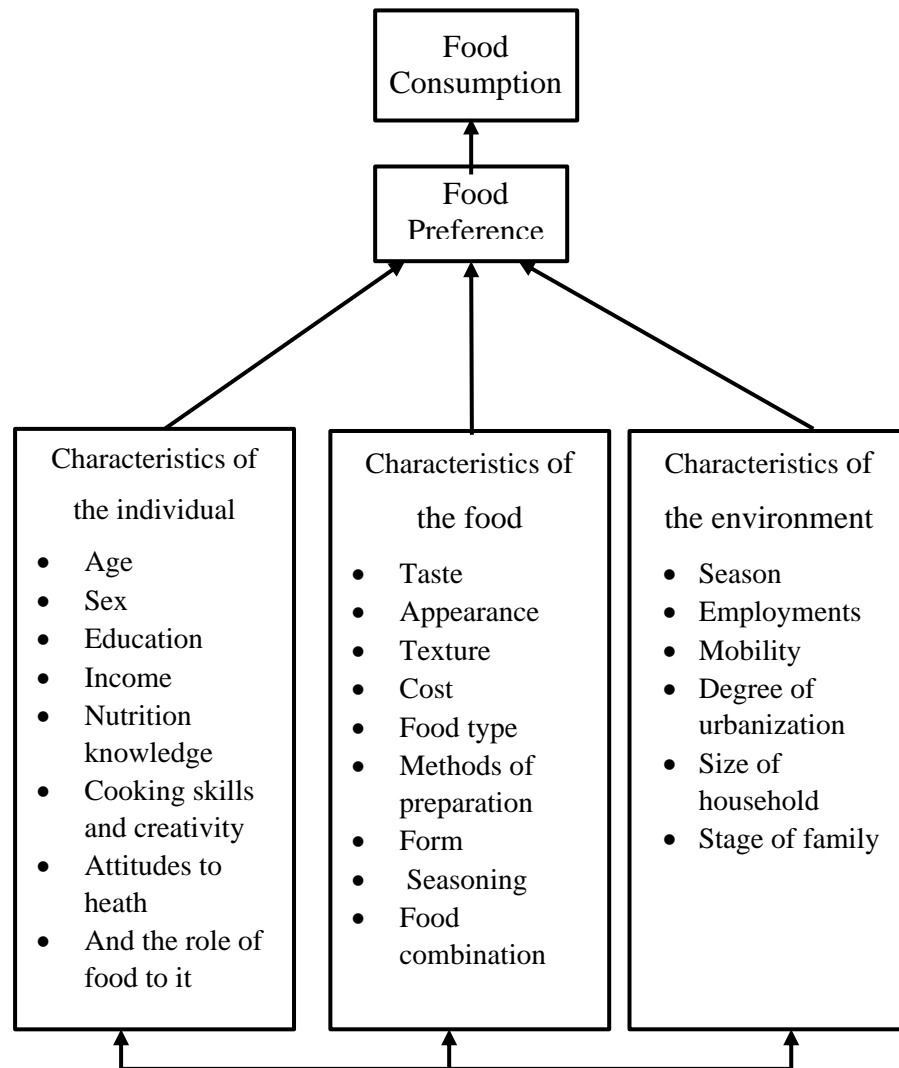 Food
Consumption
Food
Preference
Characteristics of
the individual
• Age
• Sex
• Education
• Income
• Nutrition
knowledge
• Cooking skills
and creativity
• Attitudes to
heath
• And the role of
food to it
Characteristics of
the food
• Taste
• Appearance
• Texture
• Cost
• Food type
• Methods of
preparation
• Form
• Seasoning
• Food
combination
Characteristics of
the environment
• Season
• Employments
• Mobility
• Degree of
urbanization
• Size of
household
• Stage of family